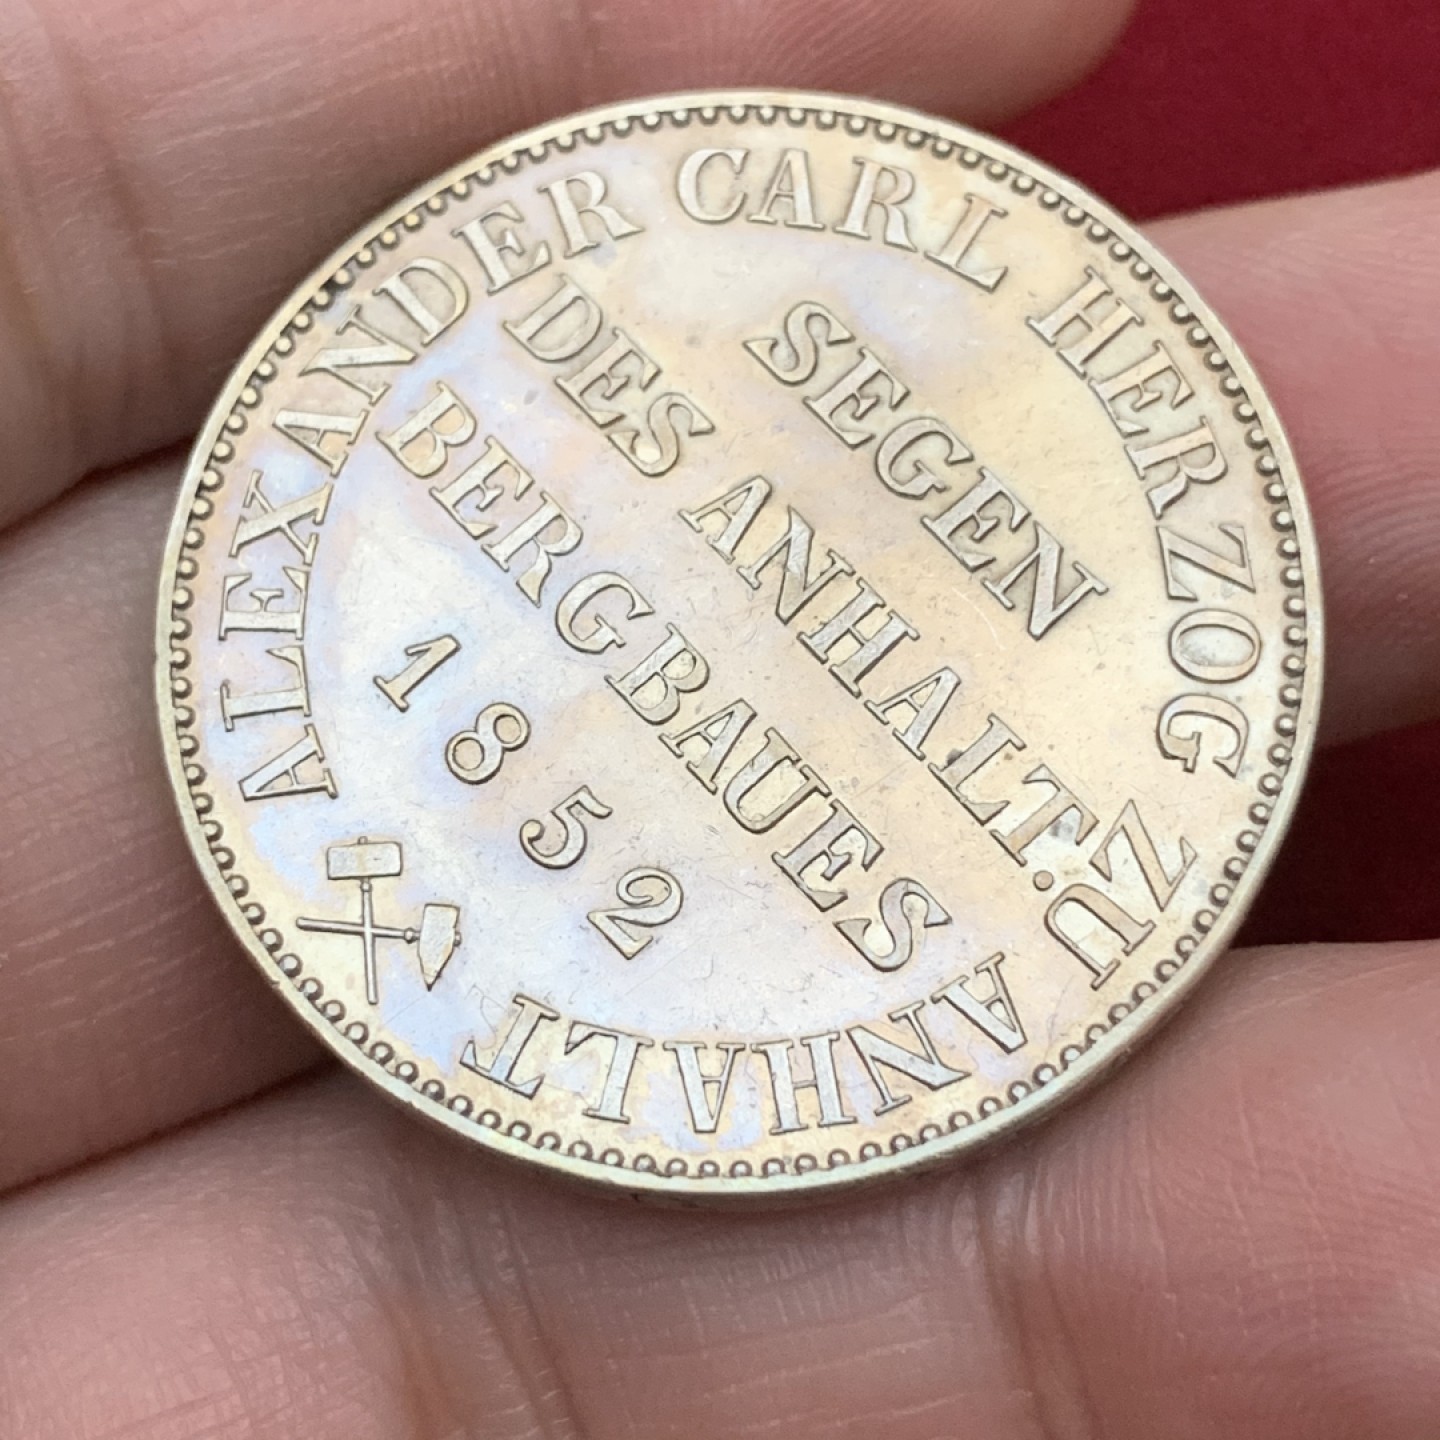 ALEXANDER CARL HERZOG ZU ANHALT
SEGEN
DES ANHALT.
BERGBAUES
1852